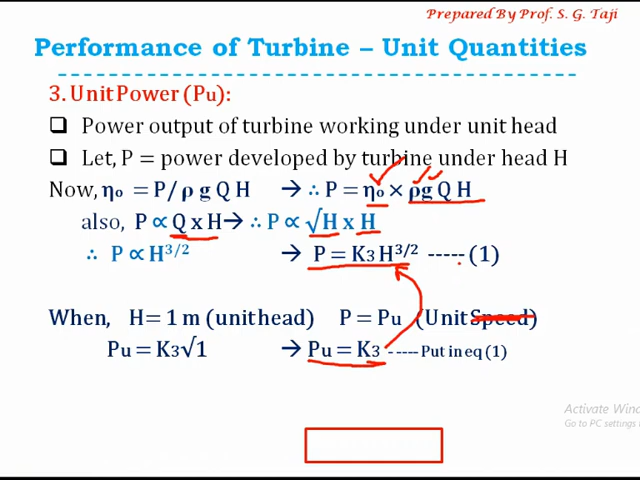 Prepared By Prof. S. G. Taji
Performance of Turbine – Unit Quantities
3. Unit Power (Pu):
❑ Power output of turbine working under unit head
❑ Let, P = power developed by turbine under head H
Now, ηo = P/ ρ g Q H → ∴ P = ηo × ρg Q H
also, P ∝ Q x H → ∴ P ∝ √H x H
∴ P ∝ H^3/2 → P = K3 H^3/2 ----- (1)
When, H= 1 m (unit head) P = Pu (Unit Speed)
Pu = K3√1 → Pu = K3 -----Put in eq (1)
Activate Wind
Go to PC settings